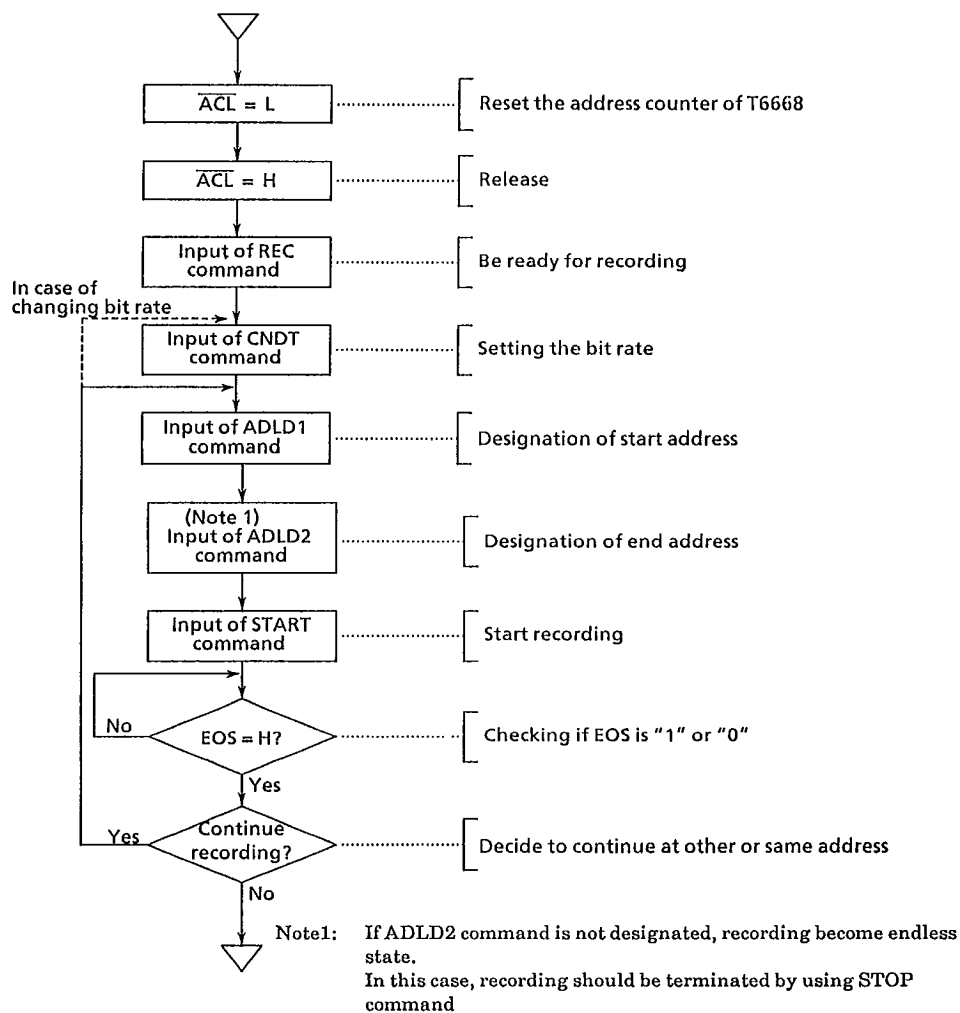 ACL = L
Reset the address counter of T6668
ACL = H
Release
Input of REC
command
Be ready for recording
In case of
changing bit rate
Input of CNDT
command
Setting the bit rate
Input of ADLD1
command
Designation of start address
(Note 1)
Input of ADLD2
command
Designation of end address
Input of START
command
Start recording
No
EOS = H?
Checking if EOS is "1" or "0"
Yes
Yes
Continue
recording?
Decide to continue at other or same address
No
Note1: If ADLD2 command is not designated, recording become endless
state.
In this case, recording should be terminated by using STOP
command